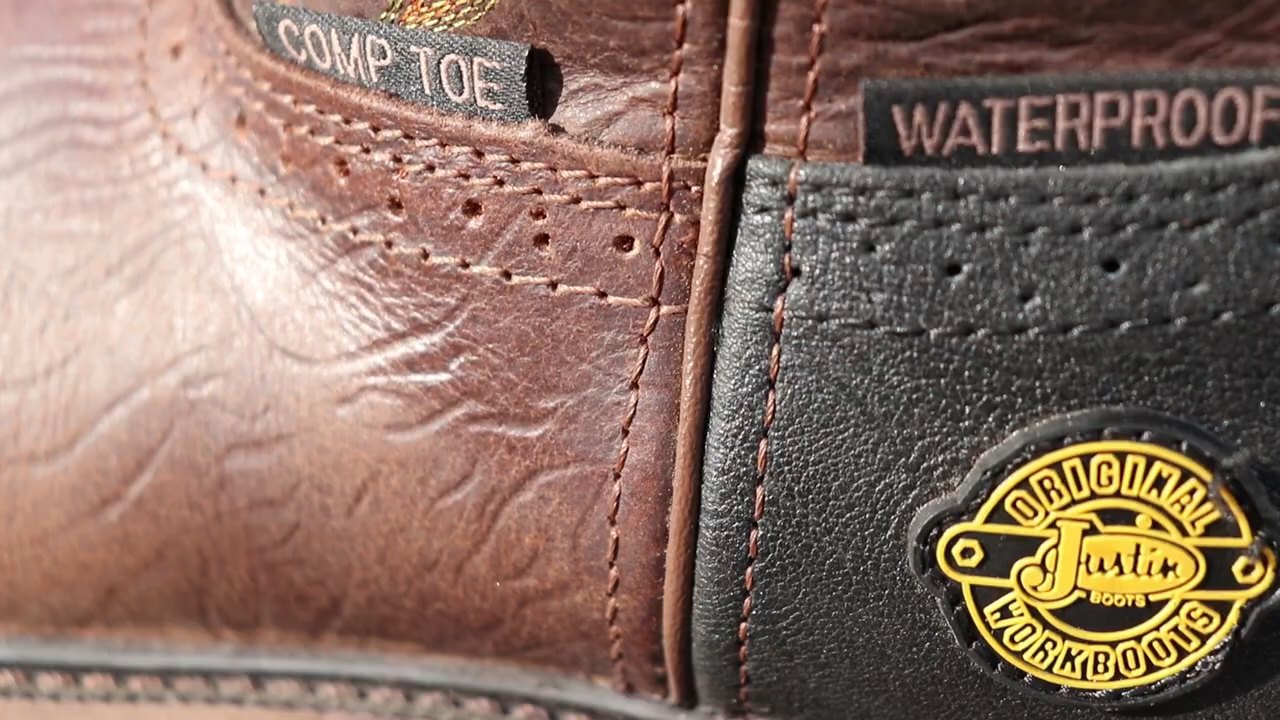 COMP TOE
WATERPROOF
ORIGINAL
Justin
BOOTS
WORKBOOTS